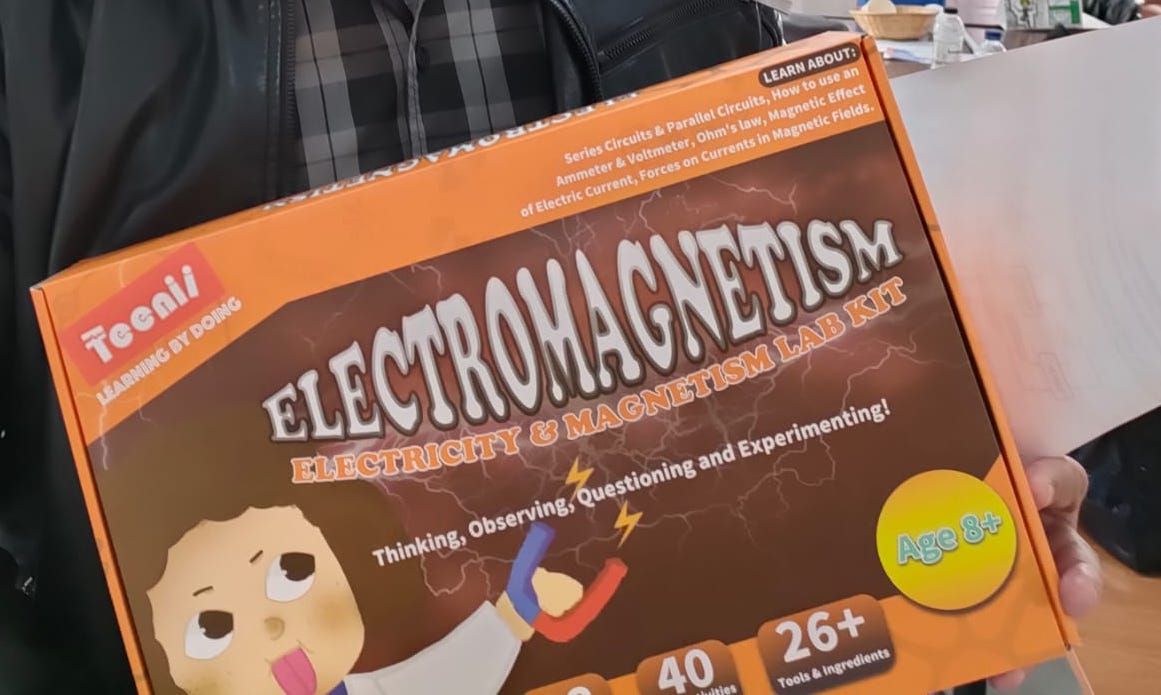 LEARN ABOUT:
Series Circuits & Parallel Circuits, How to use an
Ammeter & Voltmeter, Ohm's law, Magnetic Effect
of Electric Current, Forces on Currents in Magnetic Fields.
Teenii
LEARNING BY DOING
ELECTROMAGNETISM
ELECTRICITY & MAGNETISM LAB KIT
Thinking, Observing, Questioning and Experimenting!
Age 8+
40
26+
Tools & Ingredients